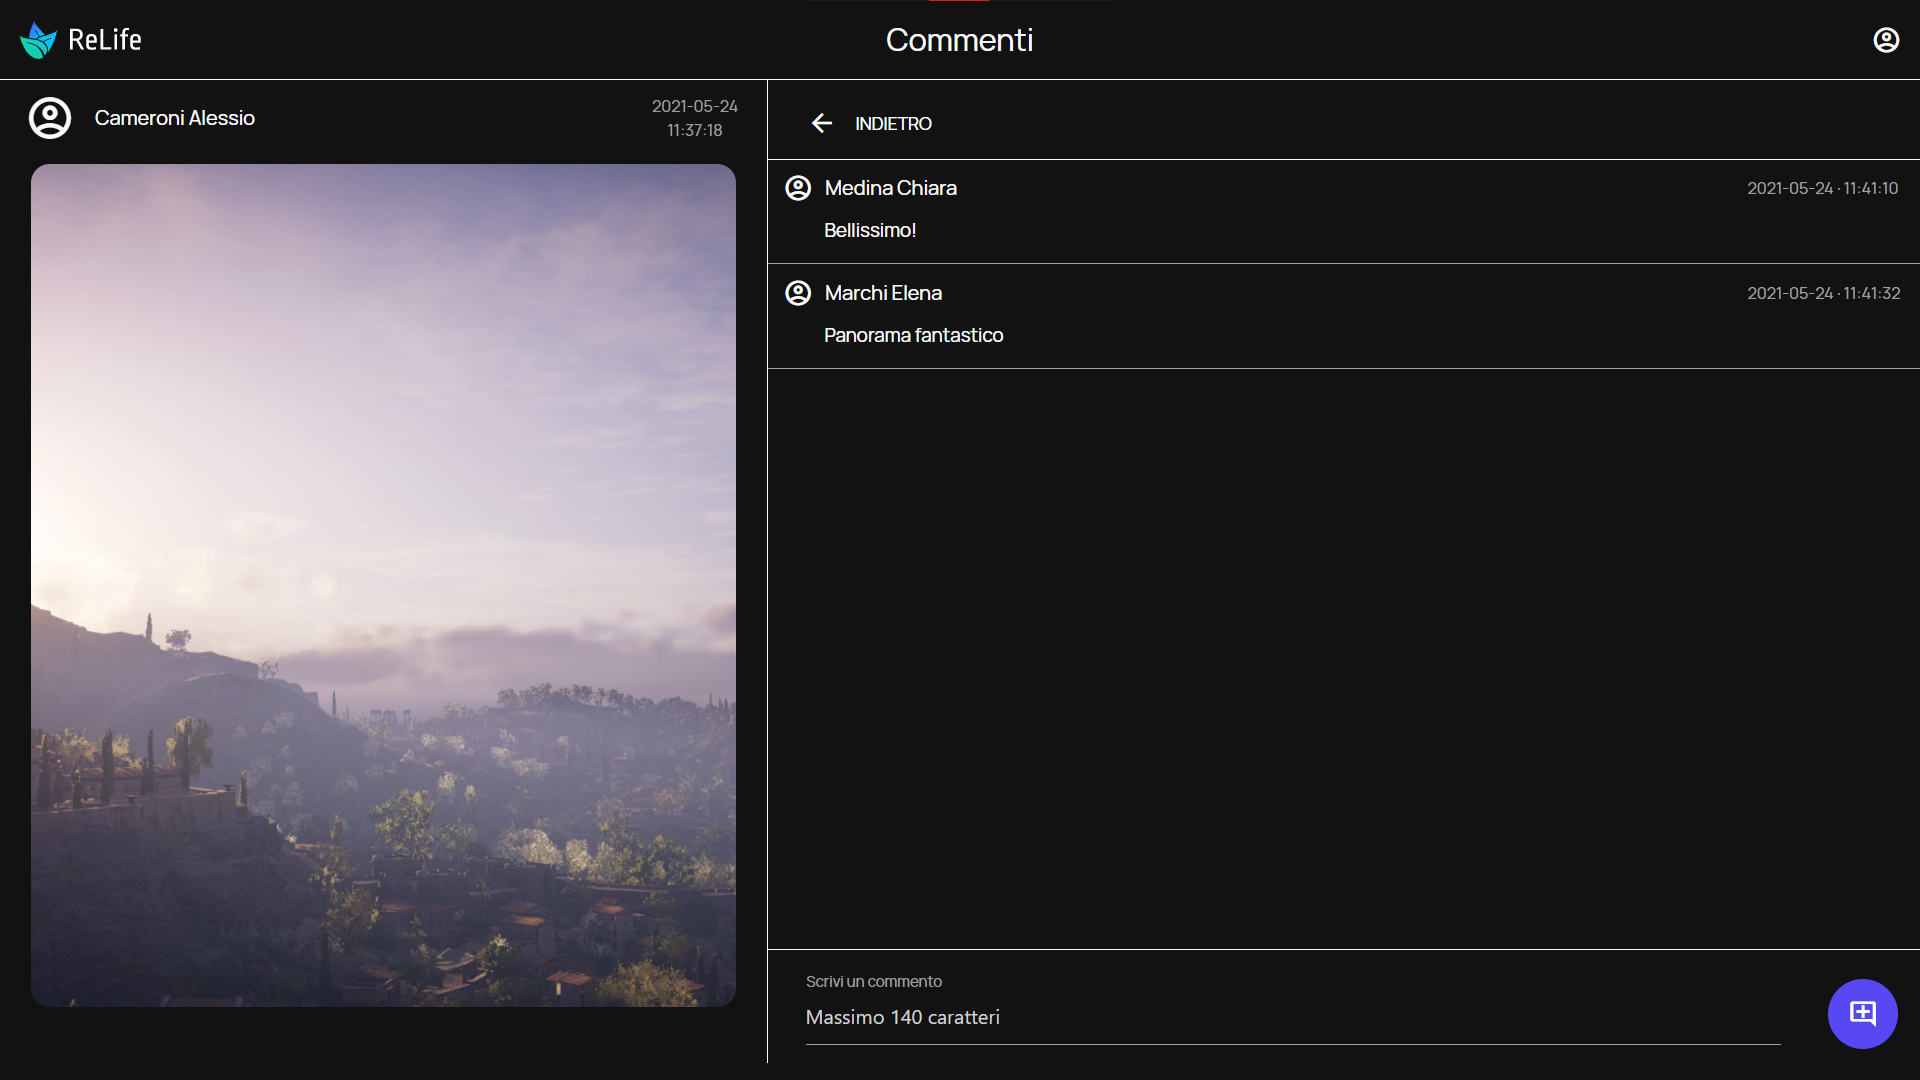 ReLife
Commenti
Cameroni Alessio
2021-05-24
11:37:18
INDIETRO
Medina Chiara
2021-05-24 · 11:41:10
Bellissimo!
Marchi Elena
2021-05-24 · 11:41:32
Panorama fantastico
Scrivi un commento
Massimo 140 caratteri